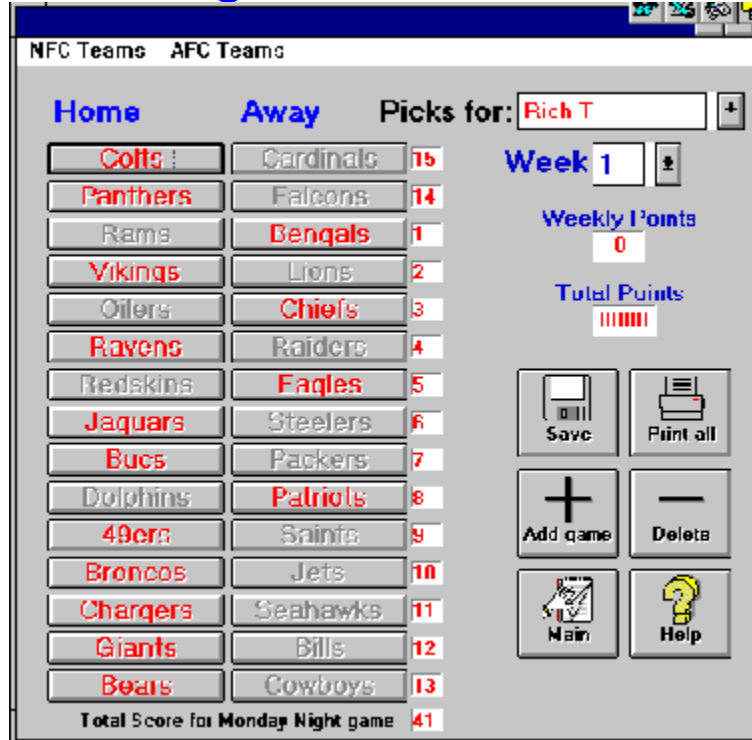 NFC Teams AFC Teams
Home Away Picks for: Rich T
Week 1
Colts Cardinals 15
Panthers Falcons 14
Rams Bengals 1
Vikings Lions 2
Oilers Chiefs 3
Ravens Raiders 4
Redskins Eagles 5
Jaguars Steelers 6
Bucs Packers 7
Dolphins Patriots 8
49ers Saints 9
Broncos Jets 10
Chargers Seahawks 11
Giants Bills 12
Bears Cowboys 13
Total Score for Monday Night game 41
Weekly Points
0
Total Points
Save Print all
Add game Delete
Main Help